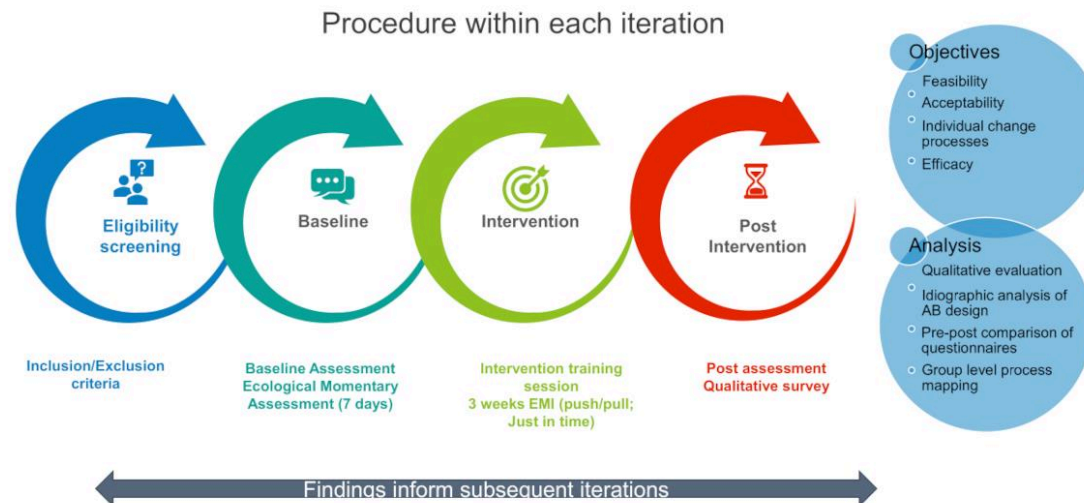 Procedure within each iteration
?
Eligibility
screening
Baseline
Intervention
Post
Intervention
Inclusion/Exclusion
criteria
Baseline Assessment
Ecological Momentary
Assessment (7 days)
Intervention training
session
3 weeks EMI (push/pull;
Just in time)
Post assessment
Qualitative survey
Objectives
Feasibility
Acceptability
Individual change
processes
Efficacy
Analysis
Qualitative evaluation
Idiographic analysis of
AB design
Pre-post comparison of
questionnaires
Group level process
mapping
Findings inform subsequent iterations